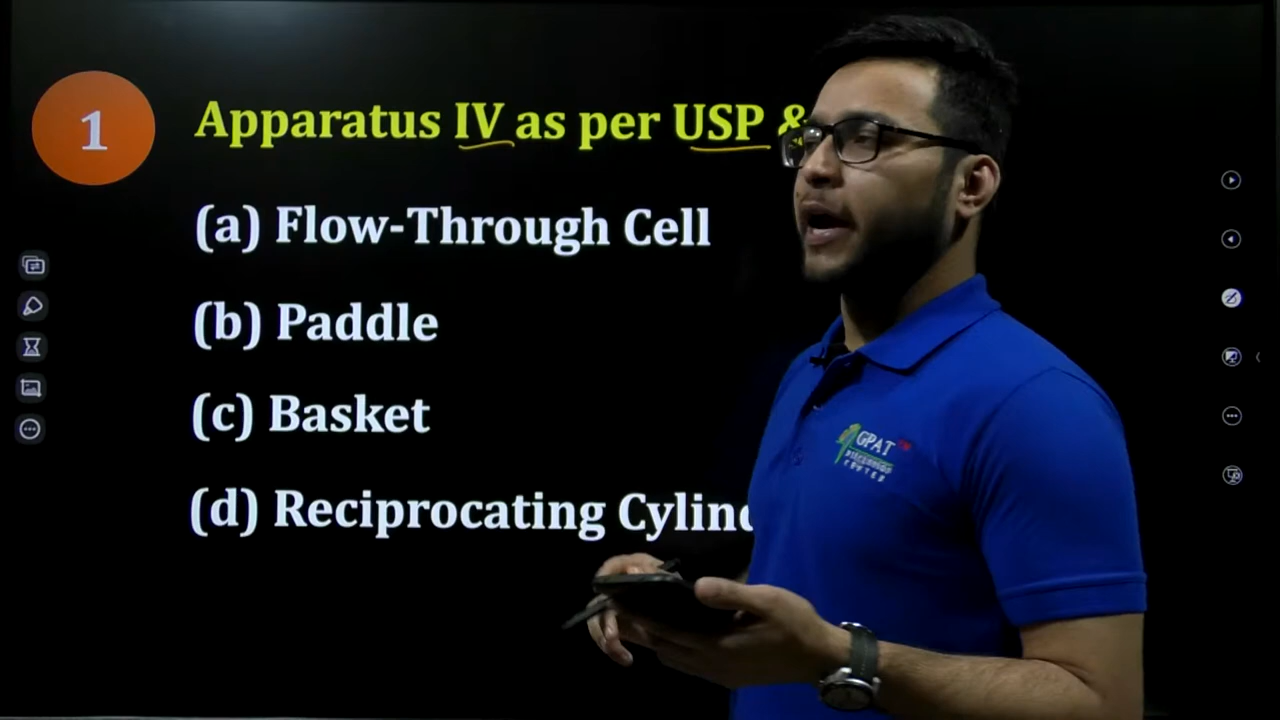 1
Apparatus IV as per USP &
(a) Flow-Through Cell
(b) Paddle
(c) Basket
(d) Reciprocating
GPAT